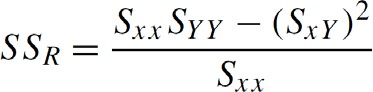 $SS_R = \frac{S_{xx} S_{YY} - (S_{xY})^2}{S_{xx}}$